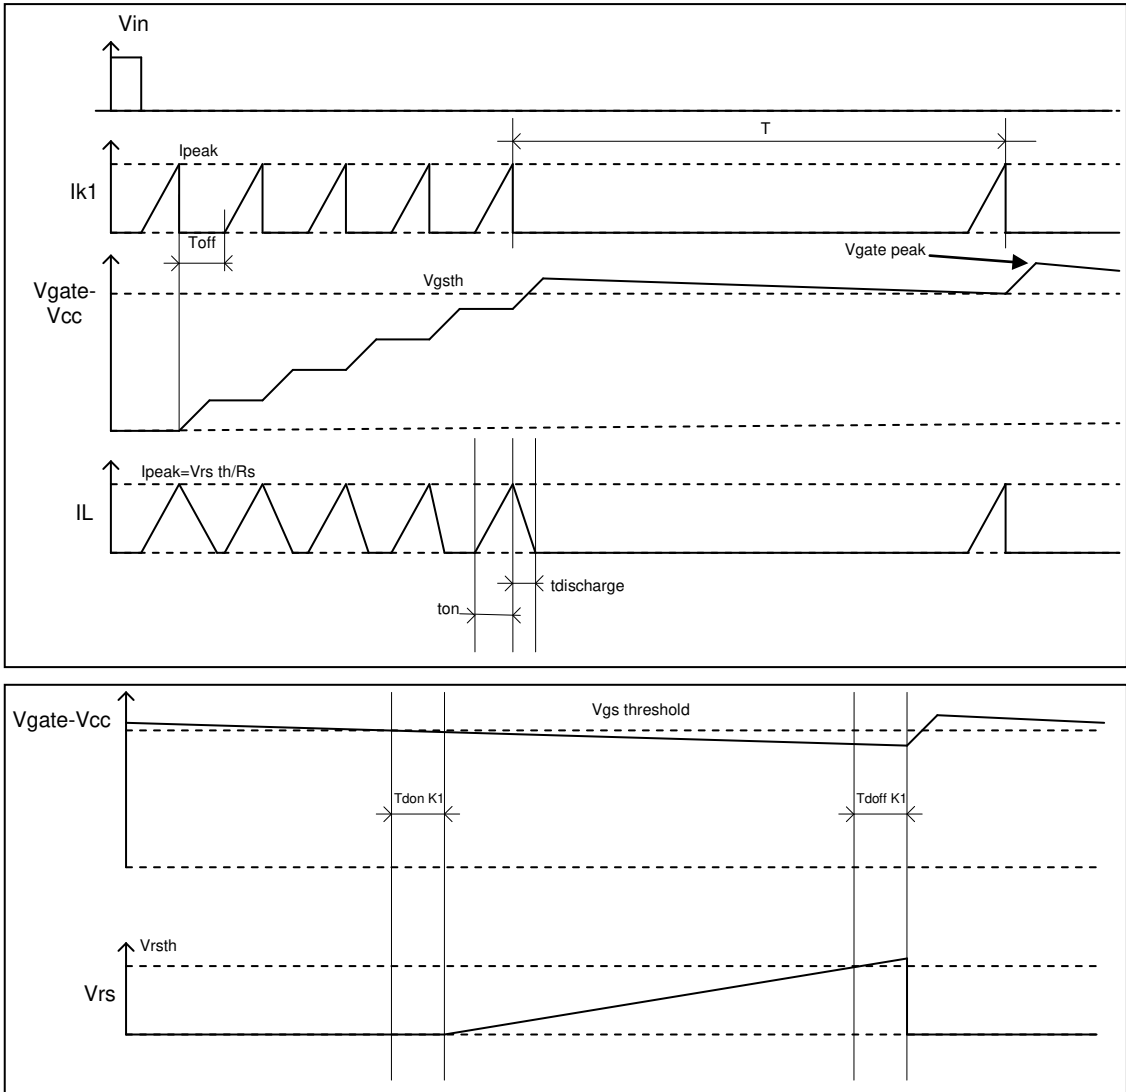 Vin
T
Ipeak
Ik1
Toff
Vgate peak
Vgate-
Vcc
Vgsth
Ipeak=Vrs th/Rs
IL
tdischarge
ton
Vgate-Vcc
Vgs threshold
Tdon K1
Tdoff K1
Vrsth
Vrs